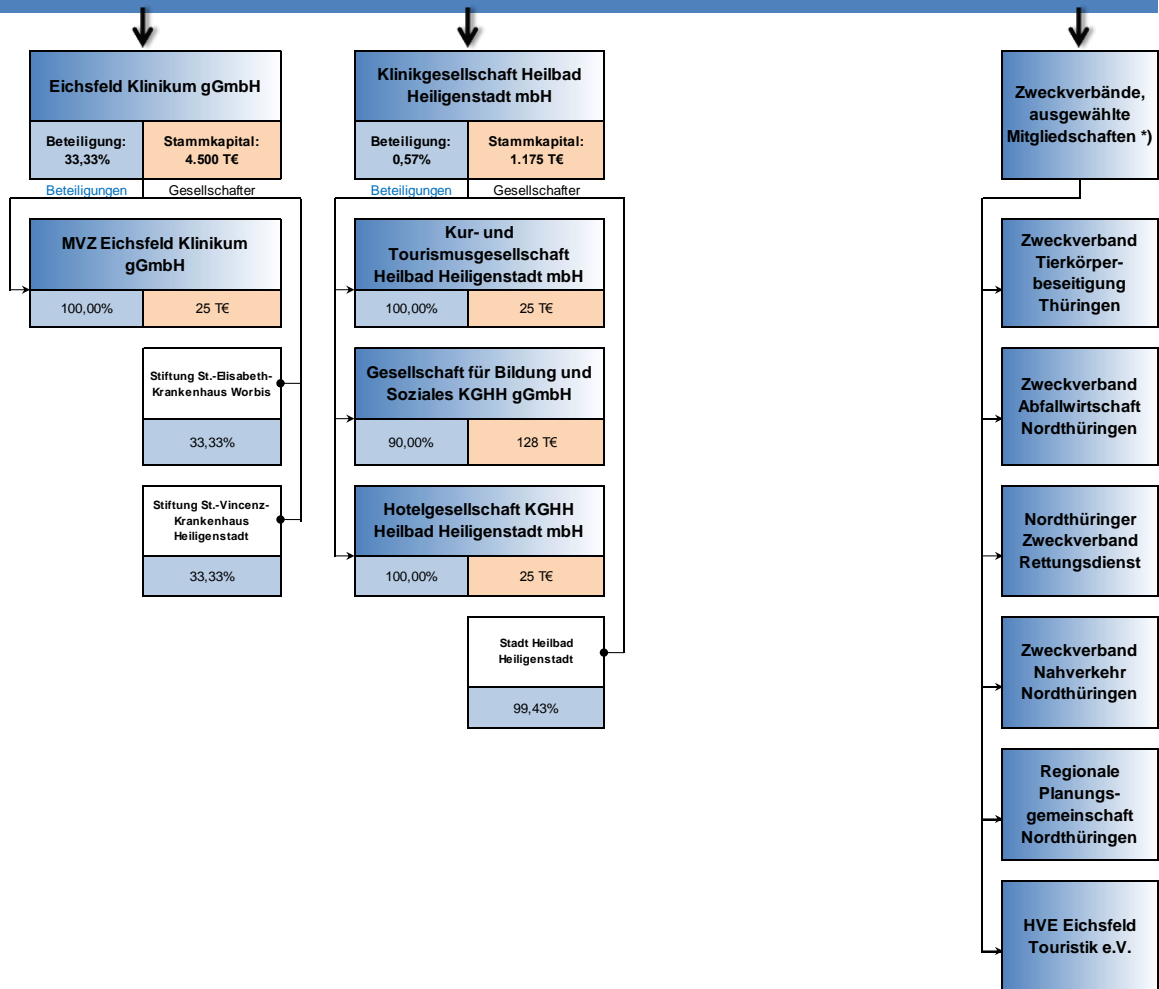 Eichsfeld Klinikum gGmbH
Beteiligung:
33,33%
Stammkapital:
4.500 T€
Beteiligungen
Gesellschafter
MVZ Eichsfeld Klinikum
gGmbH
100,00%
25 T€
Stiftung St.-Elisabeth-
Krankenhaus Worbis
33,33%
Stiftung St.-Vincenz-
Krankenhaus
Heiligenstadt
33,33%
Klinikgesellschaft Heilbad
Heiligenstadt mbH
Beteiligung:
0,57%
Stammkapital:
1.175 T€
Beteiligungen
Gesellschafter
Kur- und
Tourismusgesellschaft
Heilbad Heiligenstadt mbH
100,00%
25 T€
Gesellschaft für Bildung und
Soziales KGHH gGmbH
90,00%
128 T€
Hotelgesellschaft KGHH
Heilbad Heiligenstadt mbH
100,00%
25 T€
Stadt Heilbad
Heiligenstadt
99,43%
Zweckverbände,
ausgewählte
Mitgliedschaften *)
Zweckverband
Tierkörper-
beseitigung
Thüringen
Zweckverband
Abfallwirtschaft
Nordthüringen
Nordthüringer
Zweckverband
Rettungsdienst
Zweckverband
Nahverkehr
Nordthüringen
Regionale
Planungs-
gemeinschaft
Nordthüringen
HVE Eichsfeld
Touristik e.V.